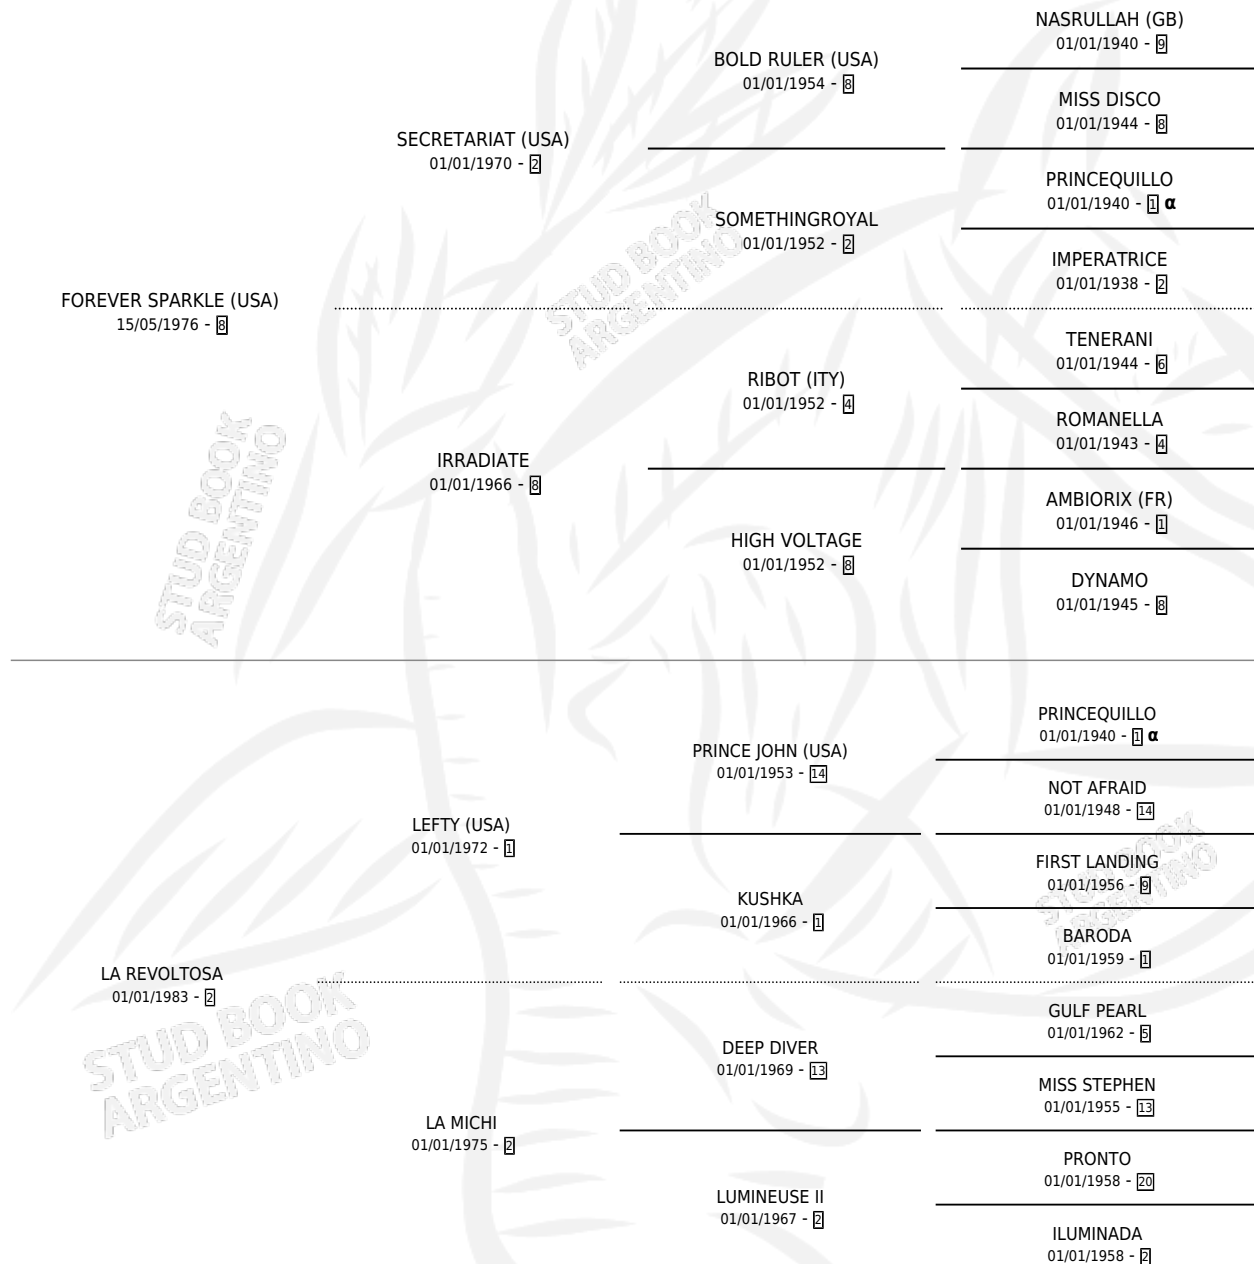 NASRULLAH (GB)
01/01/1940 - 9
BOLD RULER (USA)
01/01/1954 - 8
MISS DISCO
01/01/1944 - 8
SECRETARIAT (USA)
01/01/1970 - 2
PRINCEQUILLO
01/01/1940 - 1 α
SOMETHINGROYAL
01/01/1952 - 2
IMPERATRICE
01/01/1938 - 2
FOREVER SPARKLE (USA)
15/05/1976 - 8
TENERANI
01/01/1944 - 6
RIBOT (ITY)
01/01/1952 - 4
ROMANELLA
01/01/1943 - 4
IRRADIATE
01/01/1966 - 8
AMBIORIX (FR)
01/01/1946 - 1
HIGH VOLTAGE
01/01/1952 - 8
DYNAMO
01/01/1945 - 8
PRINCEQUILLO
01/01/1940 - 1 α
PRINCE JOHN (USA)
01/01/1953 - 14
NOT AFRAID
01/01/1948 - 14
LEFTY (USA)
01/01/1972 - 1
FIRST LANDING
01/01/1956 - 9
KUSHKA
01/01/1966 - 1
BARODA
01/01/1959 - 1
LA REVOLTOSA
01/01/1983 - 2
GULF PEARL
01/01/1962 - 5
DEEP DIVER
01/01/1969 - 13
MISS STEPHEN
01/01/1955 - 13
LA MICHI
01/01/1975 - 2
PRONTO
01/01/1958 - 20
LUMINEUSE II
01/01/1967 - 2
ILUMINADA
01/01/1958 - 2
STUD BOOK
ARGENTINO
STUD BOOK
ARGENTINO
STUD BOOK
ARGENTINO
STUD BOOK
ARGENTINO